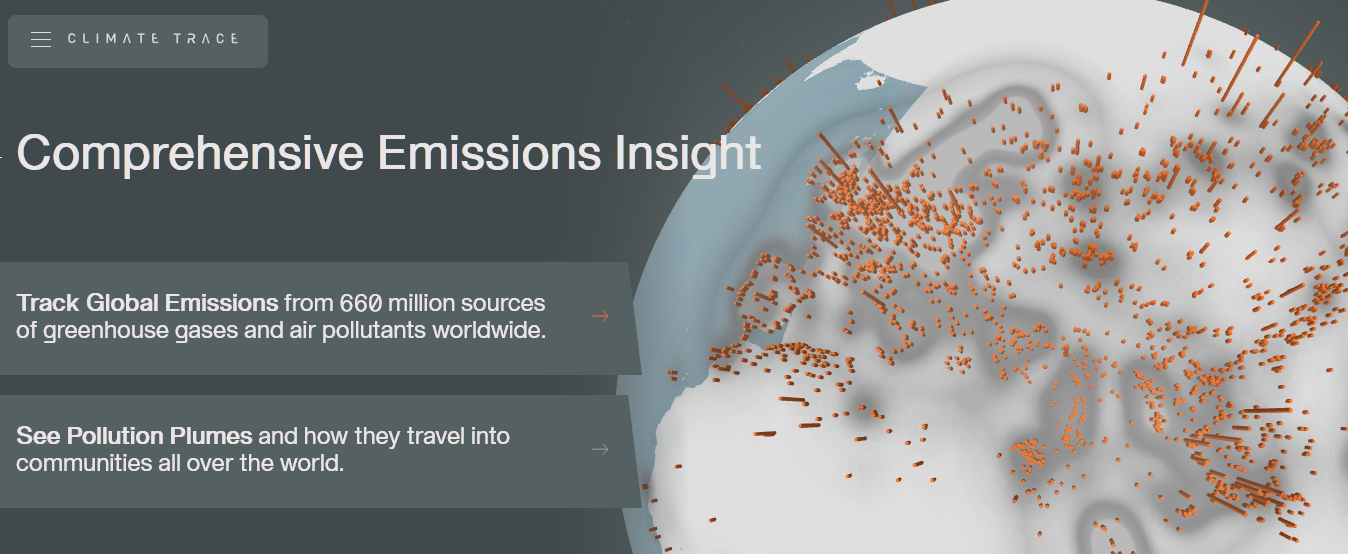 CLIMATE TRACE
Comprehensive Emissions Insight
Track Global Emissions from 660 million sources
of greenhouse gases and air pollutants worldwide.
See Pollution Plumes and how they travel into
communities all over the world.